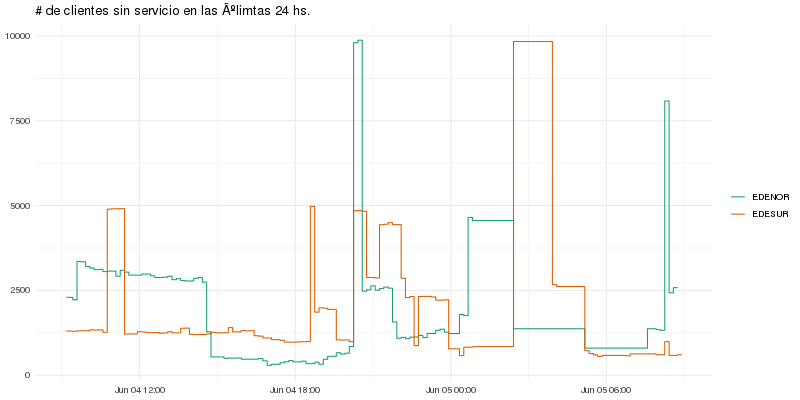 # de clientes sin servicio en las Ãºlimtas 24 hs.
10000
7500
5000
2500
0
Jun 04 12:00
Jun 04 18:00
Jun 05 00:00
Jun 05 06:00
EDENOR
EDESUR